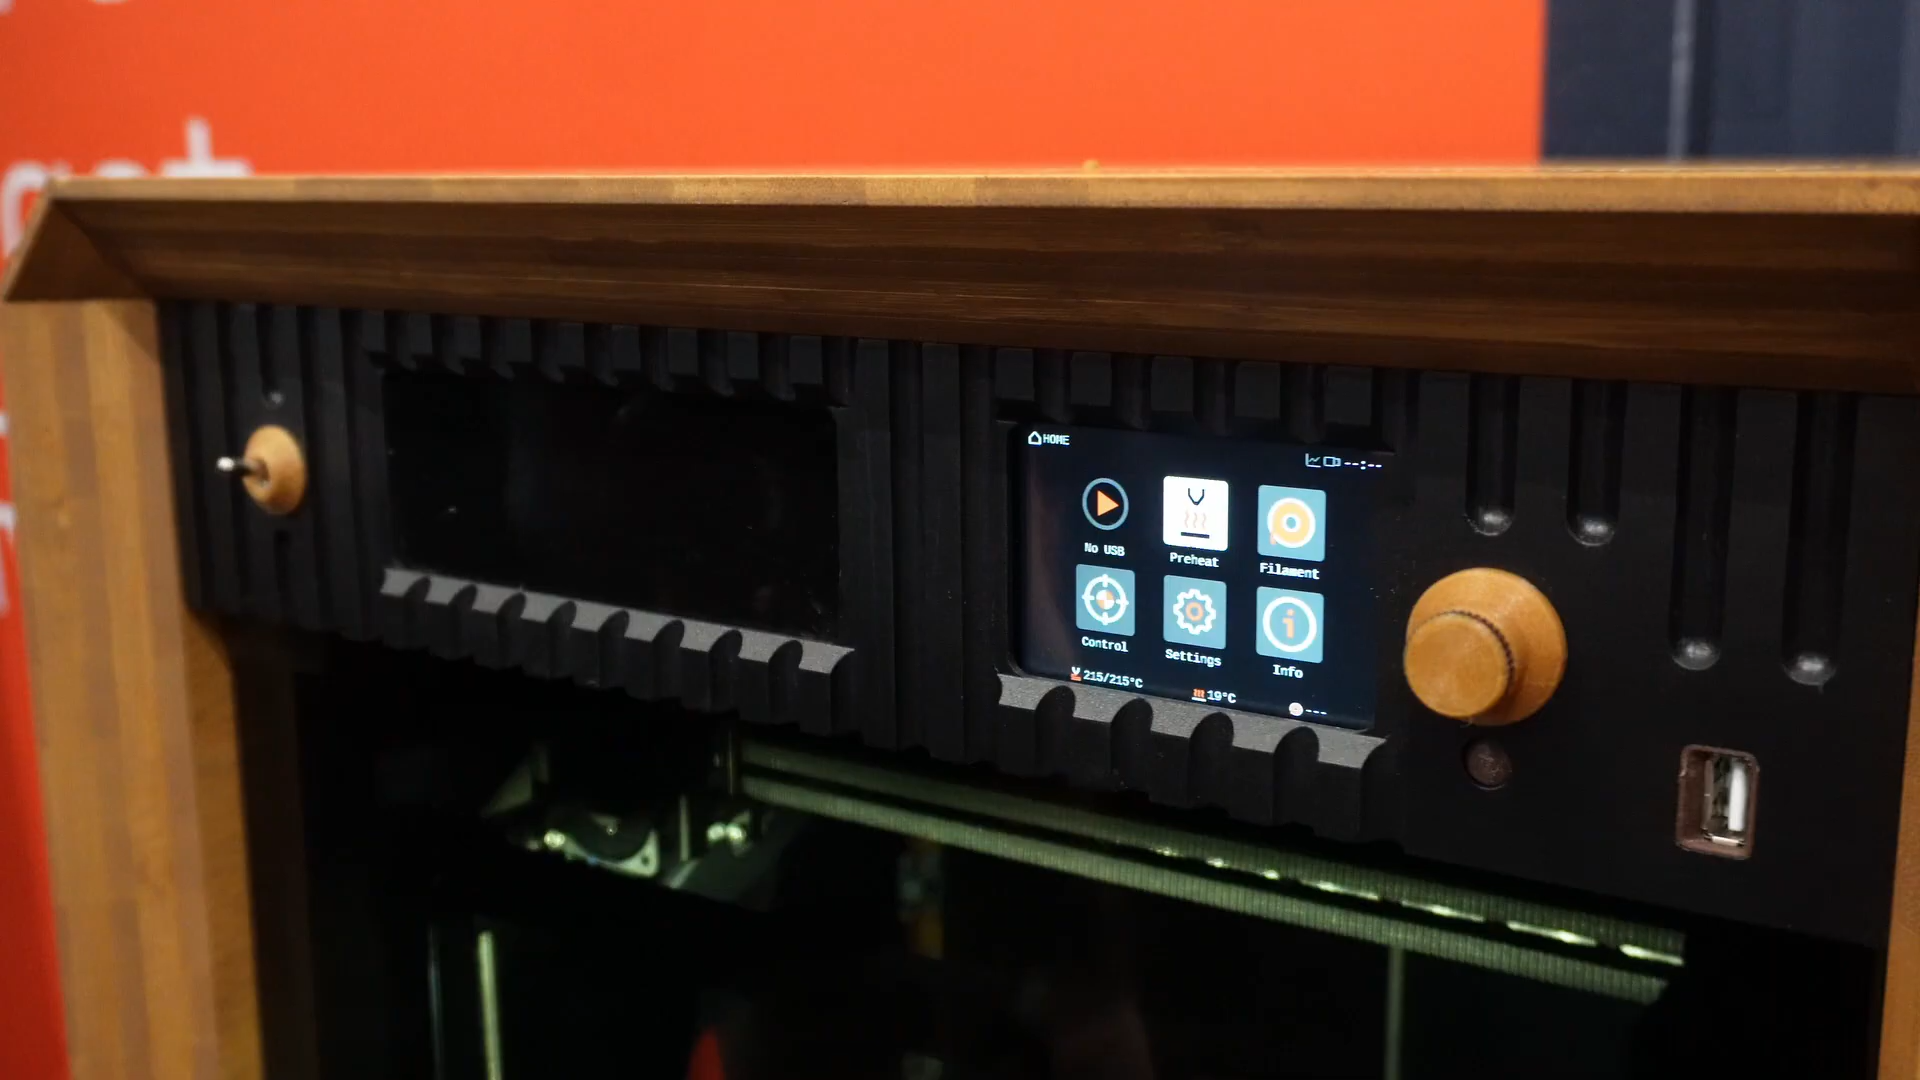 HOME
--:--
No USB
Preheat
Filament
Control
Settings
Info
215/215°C
19°C
---